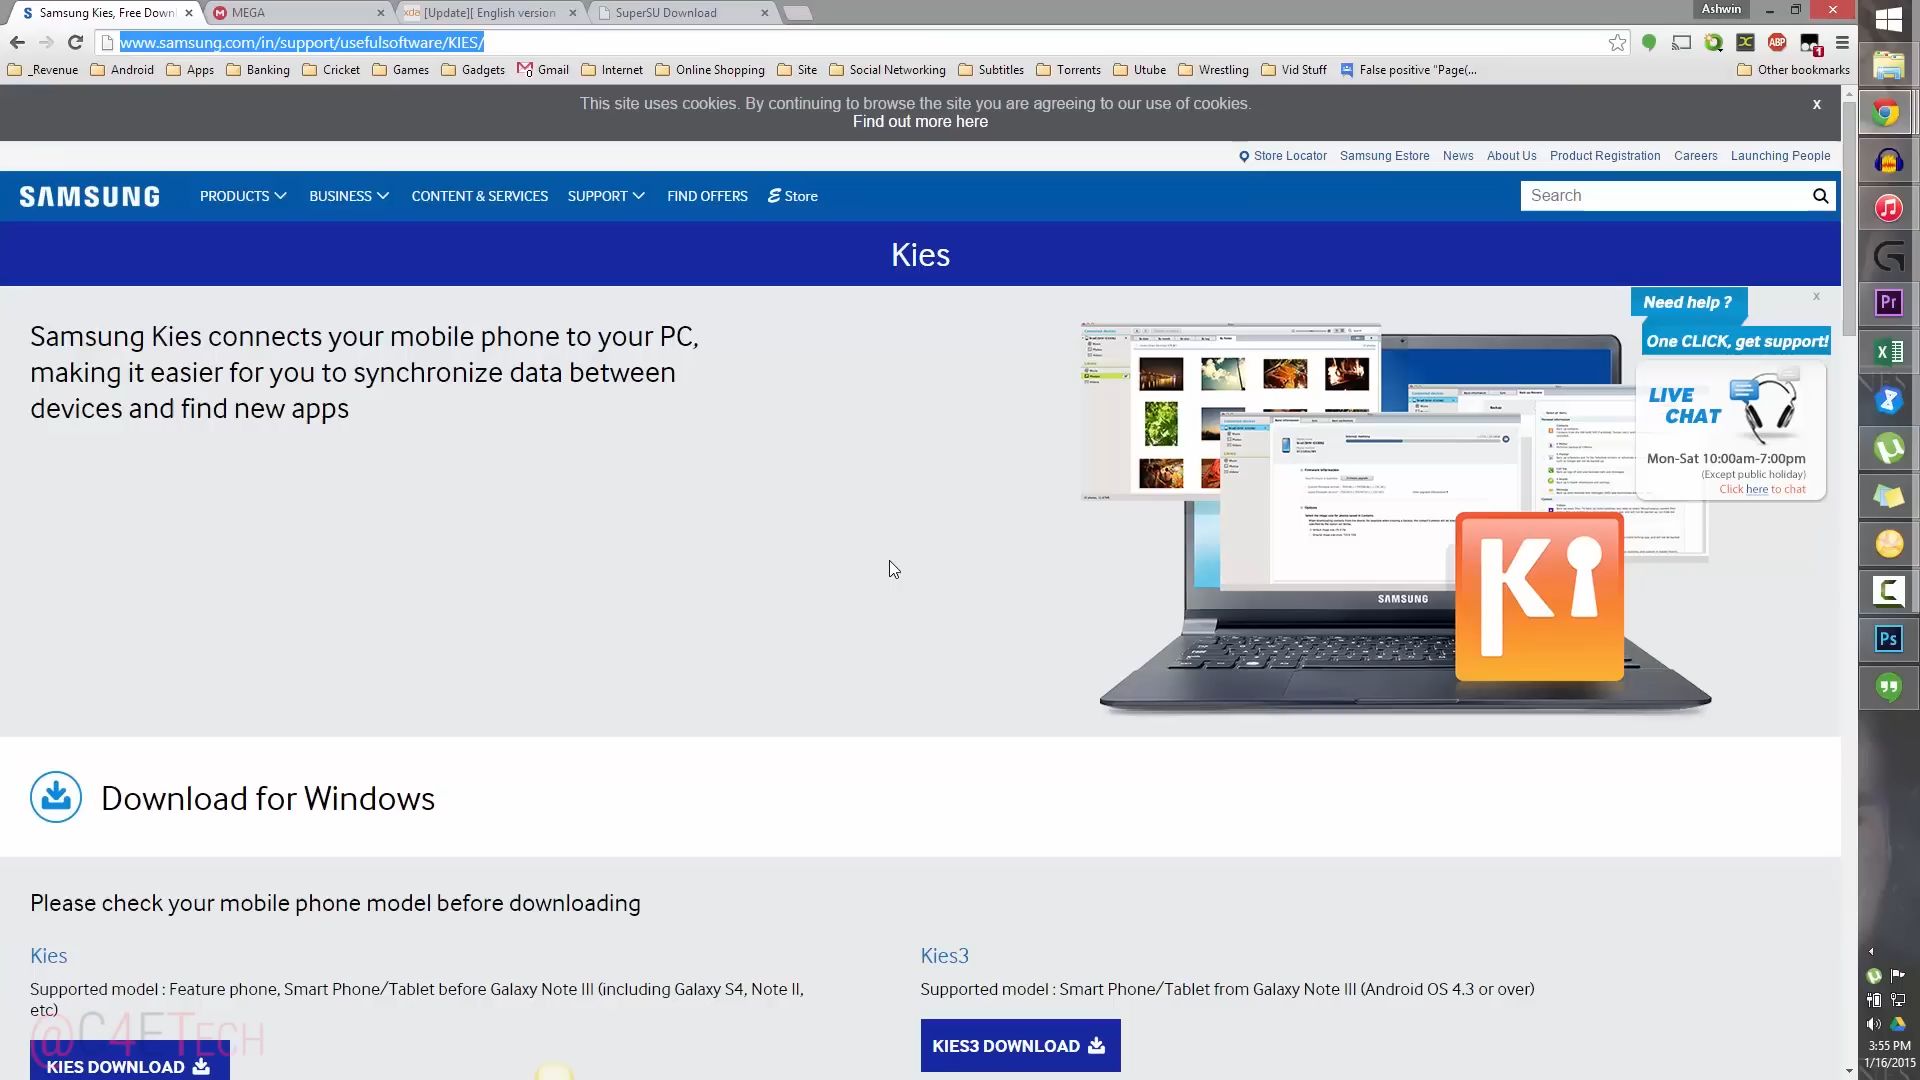 Samsung Kies, Free Down
MEGA
[Update][ English version
SuperSU Download
Ashwin
www.samsung.com/in/support/usefulsoftware/KIES/
_Revenue Android Apps Banking Cricket Games Gadgets Gmail Internet Online Shopping Site Social Networking Subtitles Torrents Utube Wrestling Vid Stuff False positive "Page(... Other bookmarks
This site uses cookies. By continuing to browse the site you are agreeing to our use of cookies. x
Find out more here
Store Locator Samsung Estore News About Us Product Registration Careers Launching People
SAMSUNG PRODUCTS BUSINESS CONTENT & SERVICES SUPPORT FIND OFFERS Store Search
Kies
Samsung Kies connects your mobile phone to your PC,
making it easier for you to synchronize data between
devices and find new apps
Need help ?
One CLICK, get support!
LIVE
CHAT
Mon-Sat 10:00am-7:00pm
(Except public holiday)
Click here to chat
SAMSUNG
Ki
Download for Windows
Please check your mobile phone model before downloading
Kies
Supported model : Feature phone, Smart Phone/Tablet before Galaxy Note III (including Galaxy S4, Note II,
etc)
@C4ETech
KIES DOWNLOAD
Kies3
Supported model : Smart Phone/Tablet from Galaxy Note III (Android OS 4.3 or over)
KIES3 DOWNLOAD
ABP
1
Pr
Ps
3:55 PM
1/16/2015